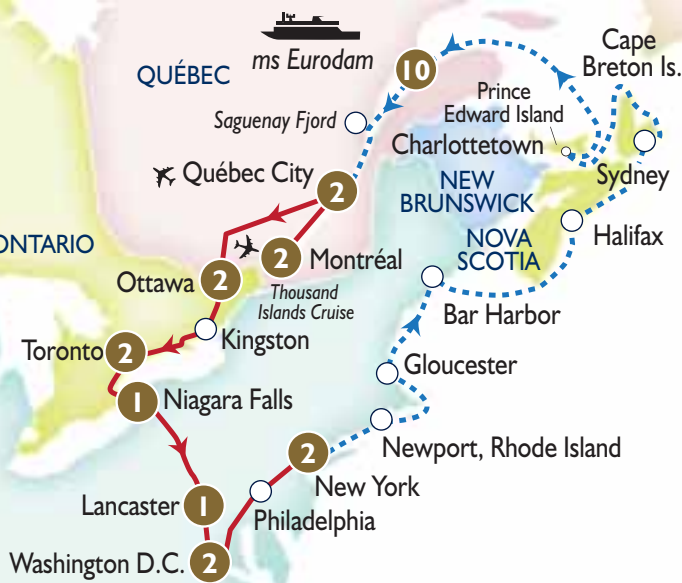 ms Eurodam
QUÉBEC
10
Cape
Breton Is.
Prince
Edward Island
Saguenay Fjord
Charlottetown
Québec City
2
NEW
BRUNSWICK
Sydney
ONTARIO
NOVA
SCOTIA
Halifax
2
Montréal
Ottawa
2
Thousand
Islands Cruise
Bar Harbor
Kingston
Toronto
2
Gloucester
1
Niagara Falls
Newport, Rhode Island
2
New York
Lancaster
1
Philadelphia
Washington D.C.
2